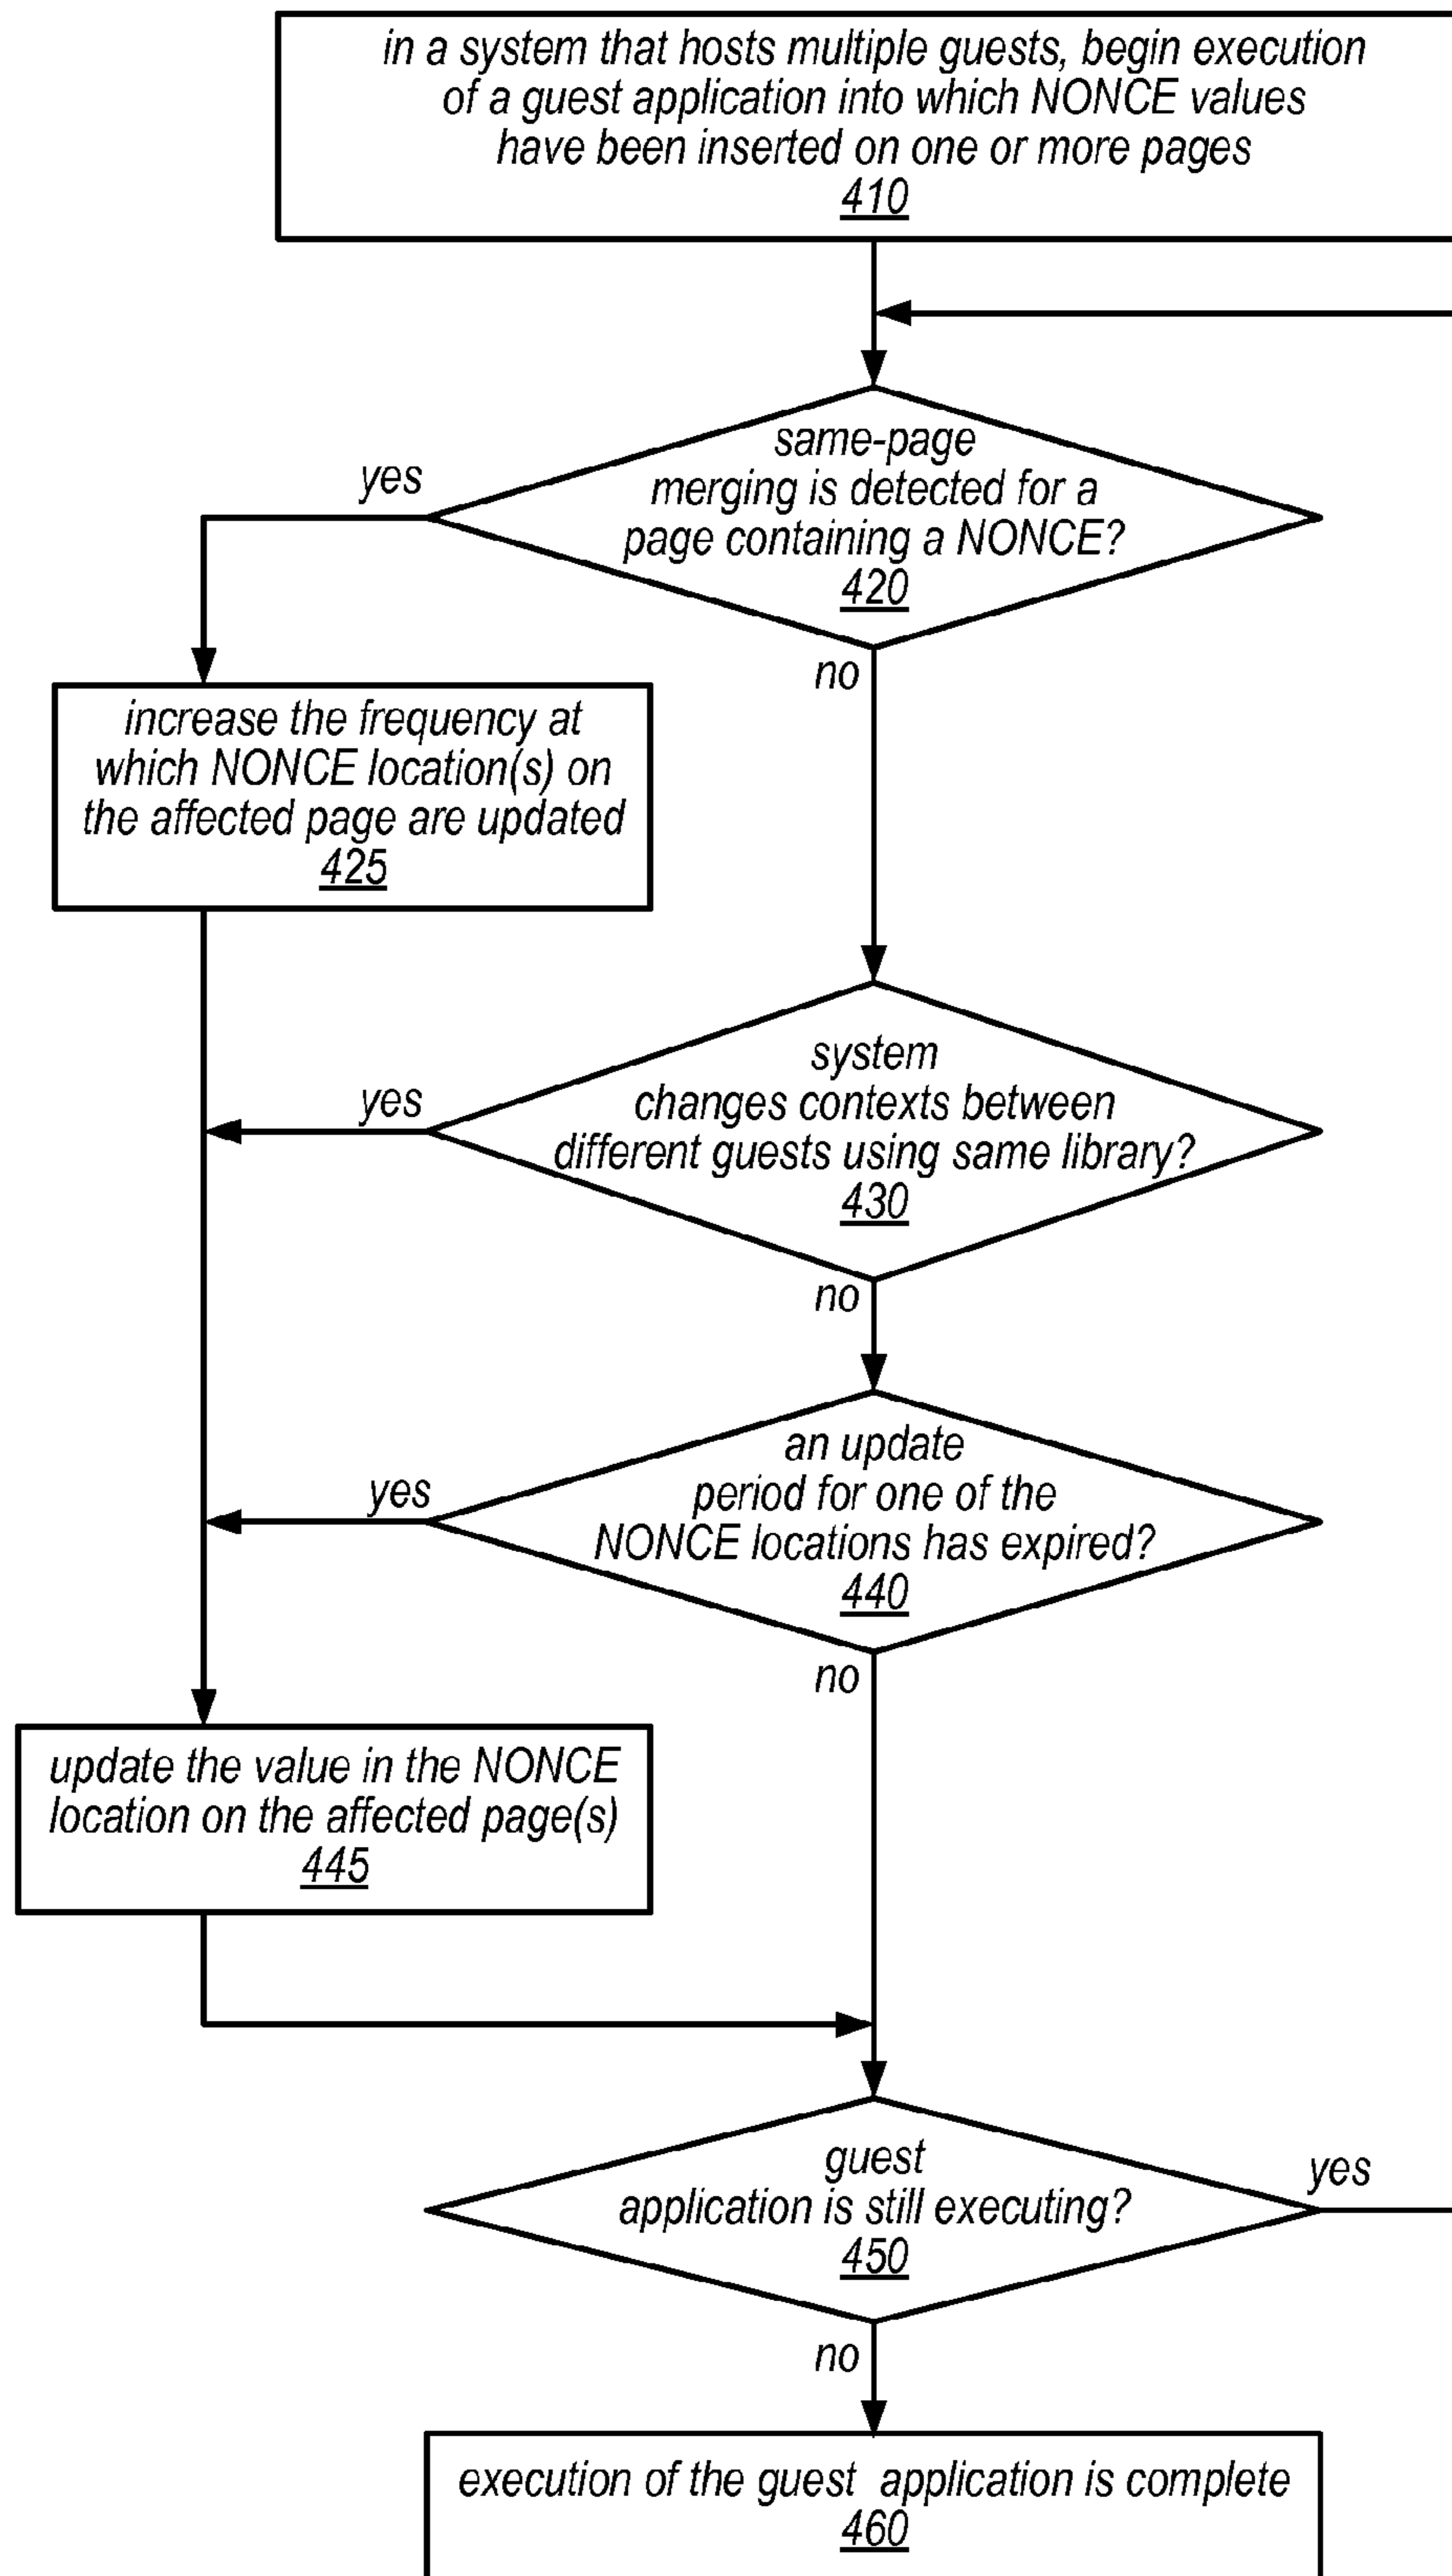 in a system that hosts multiple guests, begin execution
of a guest application into which NONCE values
have been inserted on one or more pages
410
same-page
merging is detected for a
page containing a NONCE?
420
yes
no
increase the frequency at
which NONCE location(s) on
the affected page are updated
425
system
changes contexts between
different guests using same library?
430
yes
no
an update
period for one of the
NONCE locations has expired?
440
yes
no
update the value in the NONCE
location on the affected page(s)
445
guest
application is still executing?
450
yes
no
execution of the guest application is complete
460